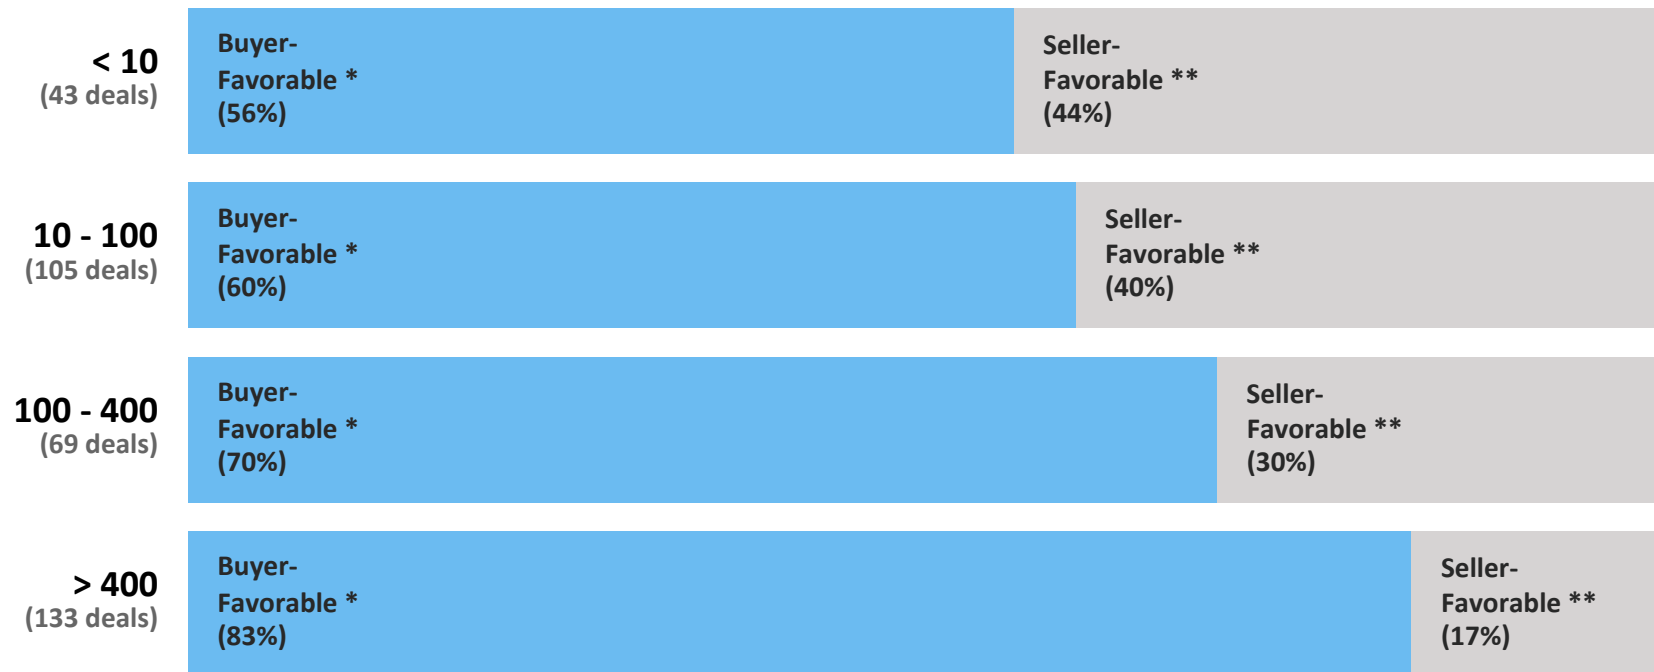 < 10
(43 deals)
Buyer-
Favorable *
(56%)
Seller-
Favorable **
(44%)
10 - 100
(105 deals)
Buyer-
Favorable *
(60%)
Seller-
Favorable **
(40%)
100 - 400
(69 deals)
Buyer-
Favorable *
(70%)
Seller-
Favorable **
(30%)
> 400
(133 deals)
Buyer-
Favorable *
(83%)
Seller-
Favorable **
(17%)